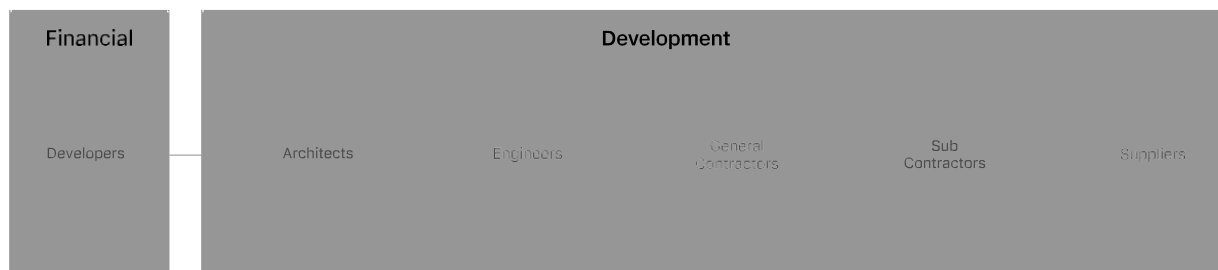 Financial
Development
Developers
Architects
Engineers
General
Contractors
Sub
Contractors
Suppliers